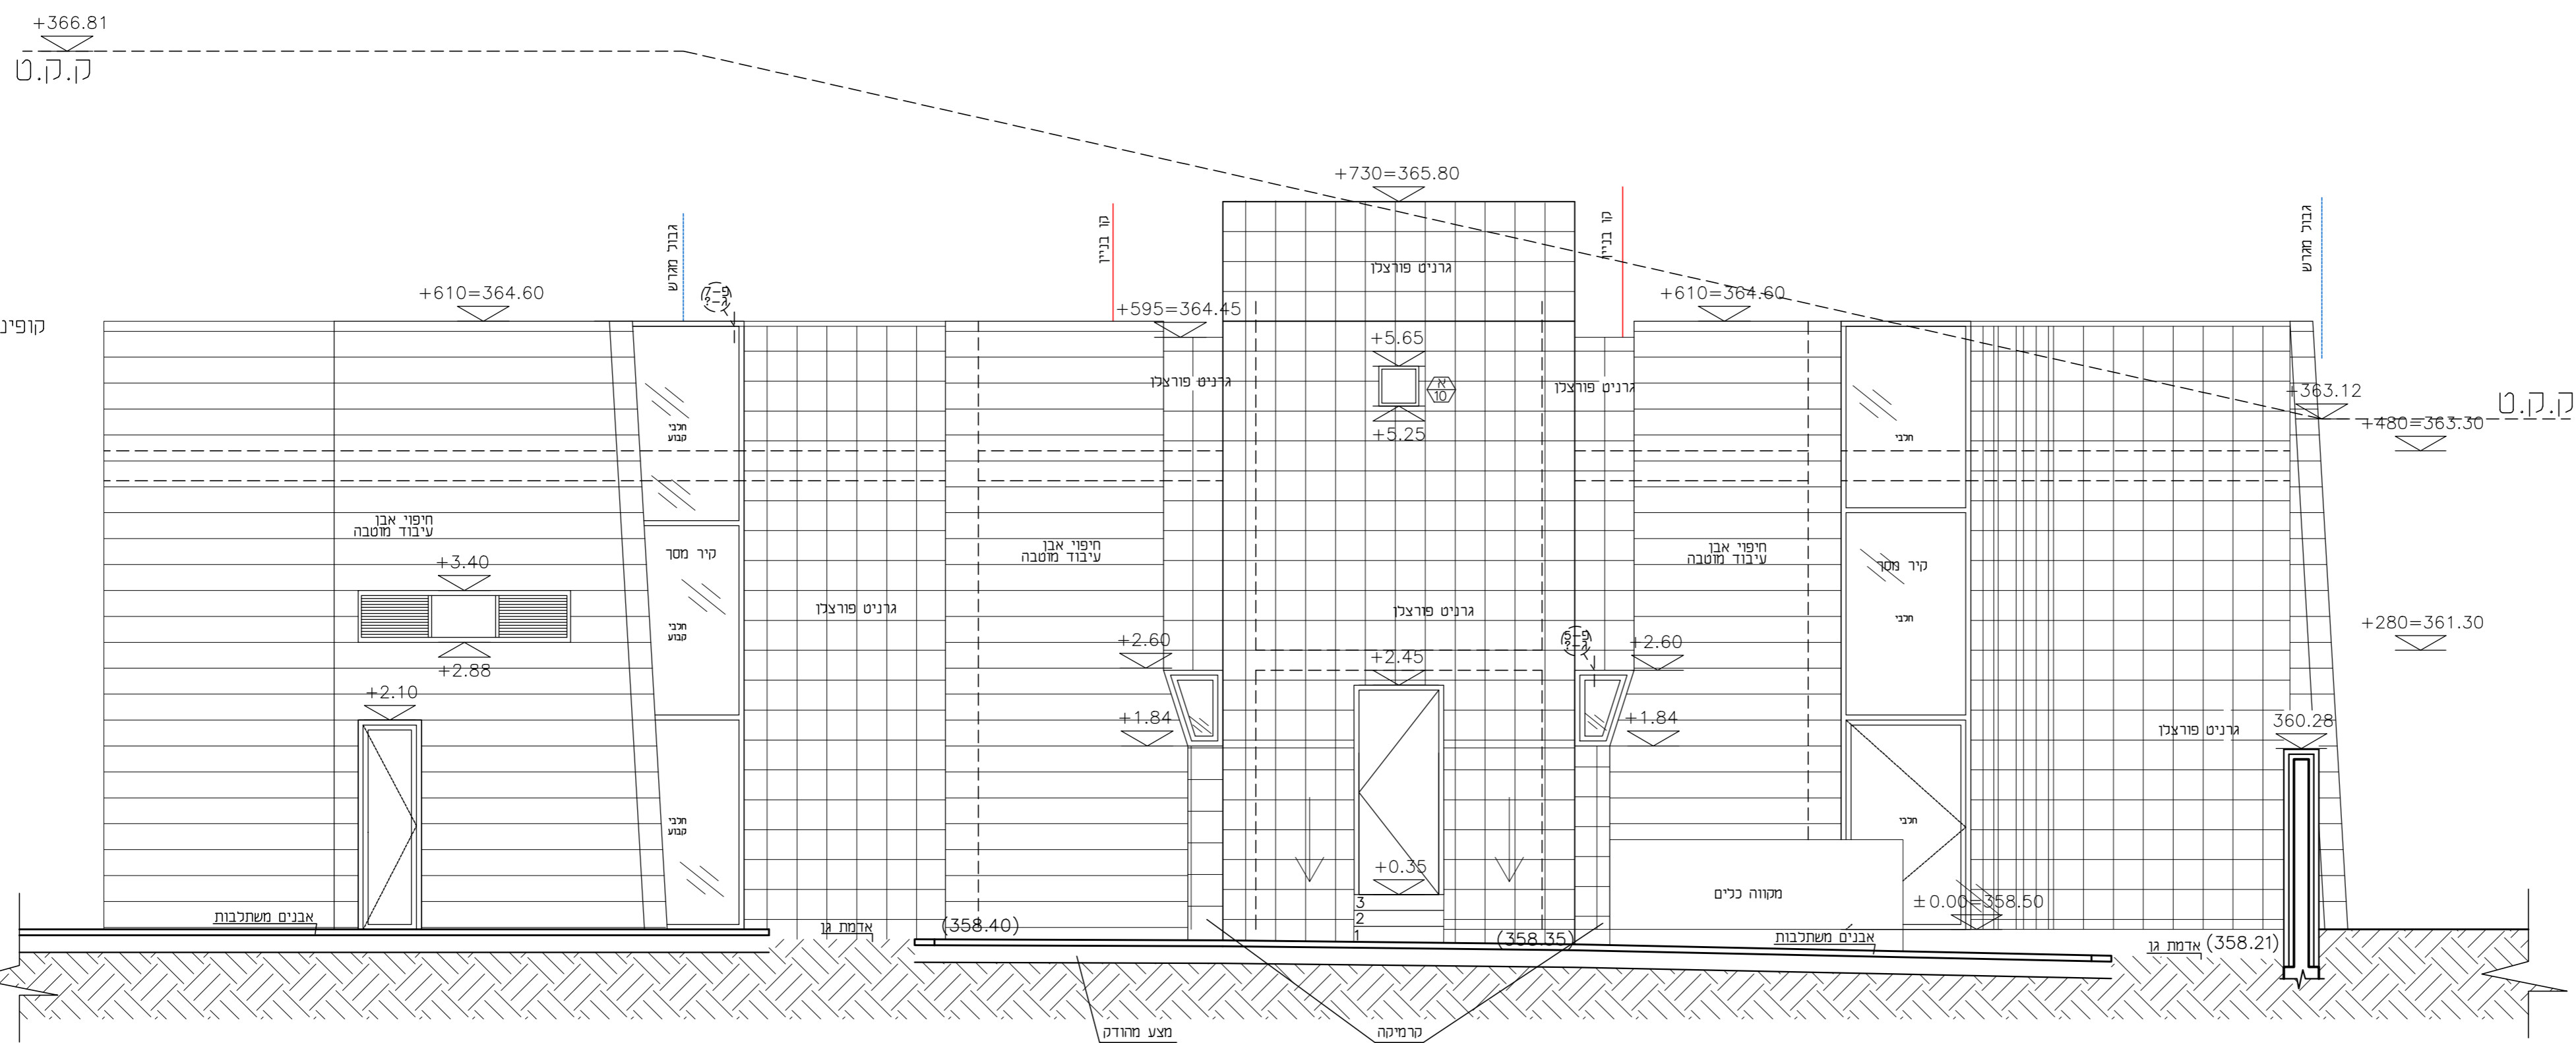 +366.81
ק.ק.ט
+730=365.80
גבול מגרש
קו בניין
קו בניין
גבול מגרש
גרניט פורצלן
+610=364.60
+595=364.45
+610=364.60
קופינ
+5.65
גרניט פורצלן
גרניט פורצלן
א
10
+363.12
ק.ק.ט
+480=363.30
+5.25
חלבי
קבוע
חלבי
חיפוי אבן
עיבוד מוטבה
קיר מסך
חיפוי אבן
עיבוד מוטבה
חיפוי אבן
עיבוד מוטבה
קיר מסך
+3.40
גרניט פורצלן
גרניט פורצלן
חלבי
קבוע
חלבי
+280=361.30
+2.88
+2.60
+2.45
+2.60
+2.10
+1.84
+1.84
360.28
גרניט פורצלן
חלבי
קבוע
חלבי
+0.35
מקווה כלים
±0.00=358.50
3
2
1
אבנים משתלבות
אדמת גן
(358.40)
(358.35)
אבנים משתלבות
אדמת גן
(358.21)
מצע מהודק
קרמיקה